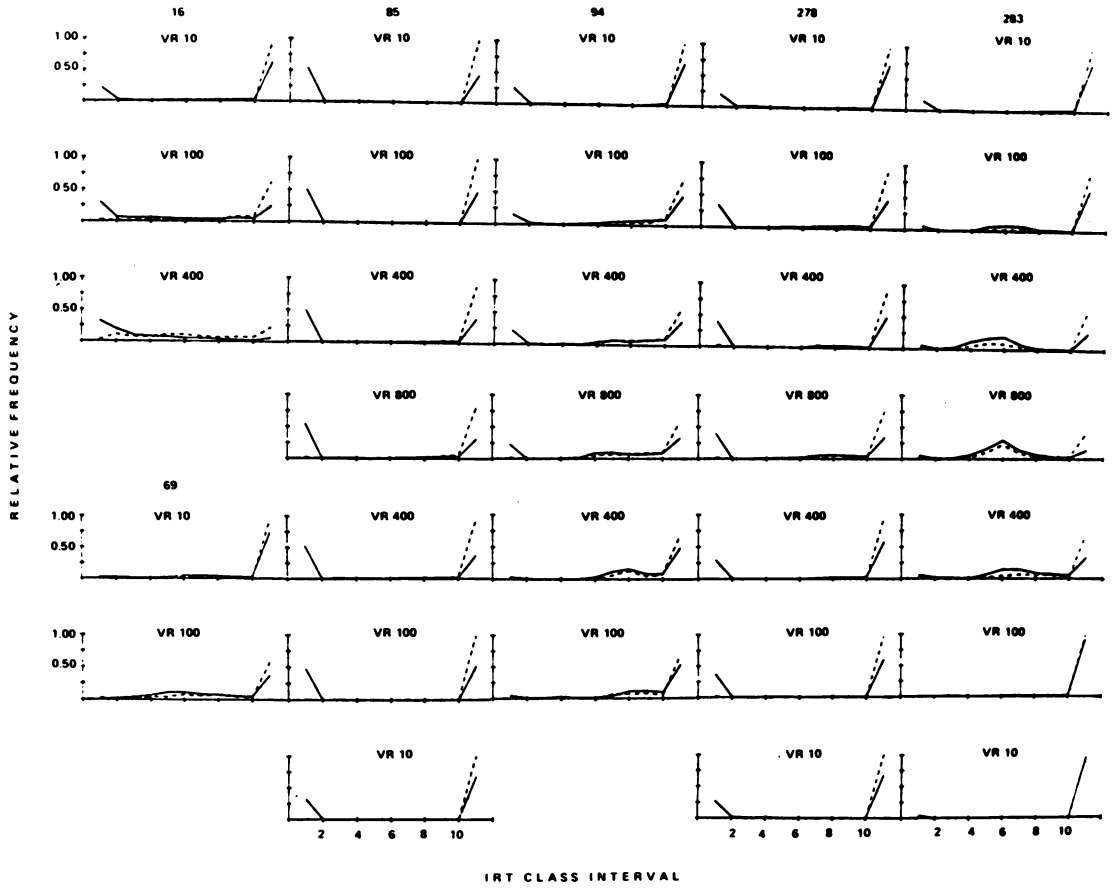 16 85 94 278 283
1.00 VR 10 VR 10 VR 10 VR 10 VR 10
0.50
1.00 VR 100 VR 100 VR 100 VR 100 VR 100
0.50
1.00 VR 400 VR 400 VR 400 VR 400 VR 400
0.50
VR 800 VR 800 VR 800 VR 800
RELATIVE FREQUENCY
69
1.00 VR 10 VR 400 VR 400 VR 400 VR 400
0.50
1.00 VR 100 VR 100 VR 100 VR 100 VR 100
0.50
VR 10 VR 10 VR 10
2 4 6 8 10 2 4 6 8 10 2 4 6 8 10
IRT CLASS INTERVAL